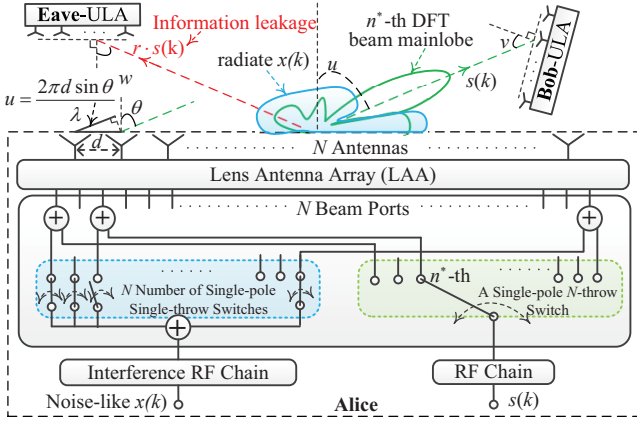 Eave-ULA
Information leakage
r · s(k)
n*-th DFT
beam mainlobe
radiate x(k)
u
s(k)
v
Bob-ULA
w
u = 2πd sin θ / λ
θ
d
N Antennas
Lens Antenna Array (LAA)
N Beam Ports
N Number of Single-pole
Single-throw Switches
n*-th
A Single-pole N-throw
Switch
Interference RF Chain
RF Chain
Noise-like x(k)
Alice
s(k)